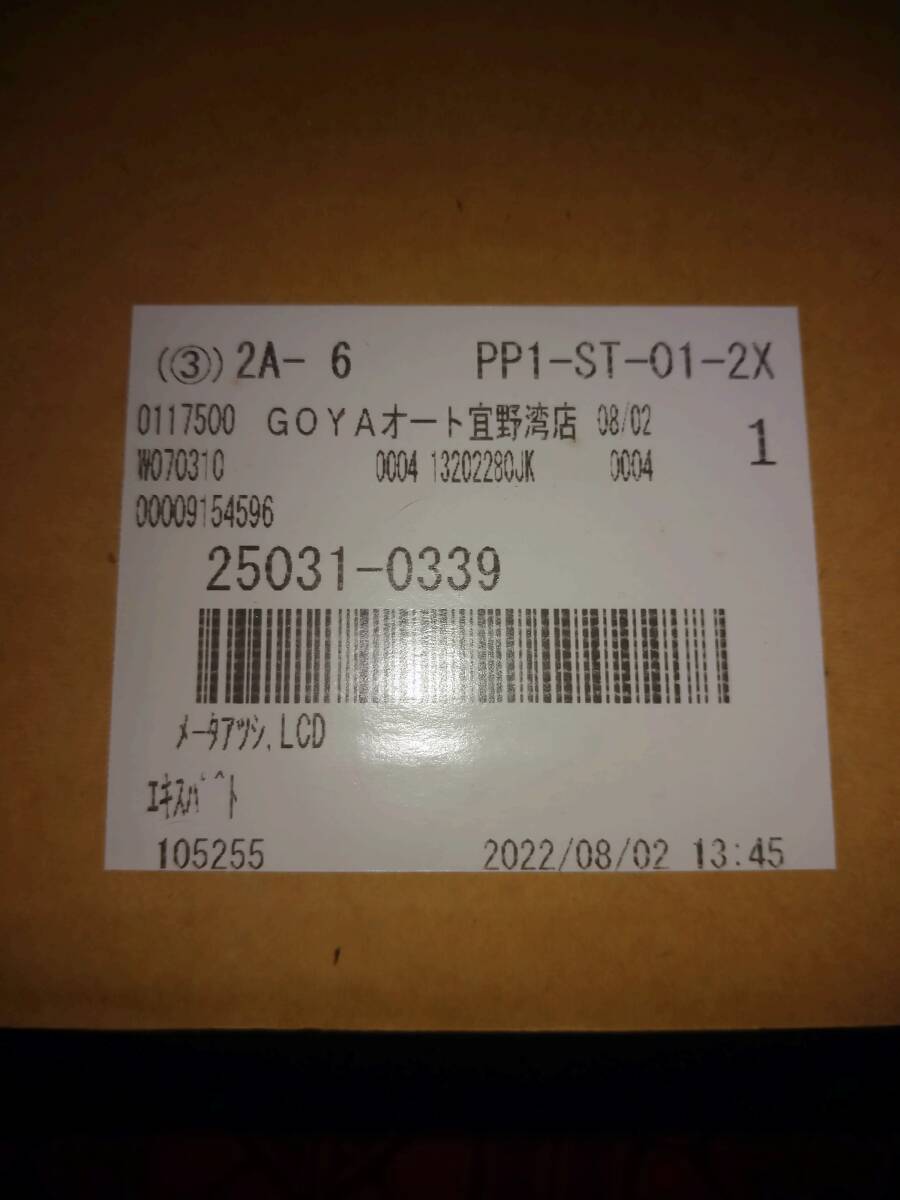 (③) 2A- 6 PP1-ST-01-2X
0117500 GOYAオート宜野湾店 08/02 1
W070310 0004 13202280JK 0004
00009154596
25031-0339
ﾒｰﾀｱﾂｼ,LCD
ｴｷｽﾊﾟｰﾄ
105255 2022/08/02 13:45